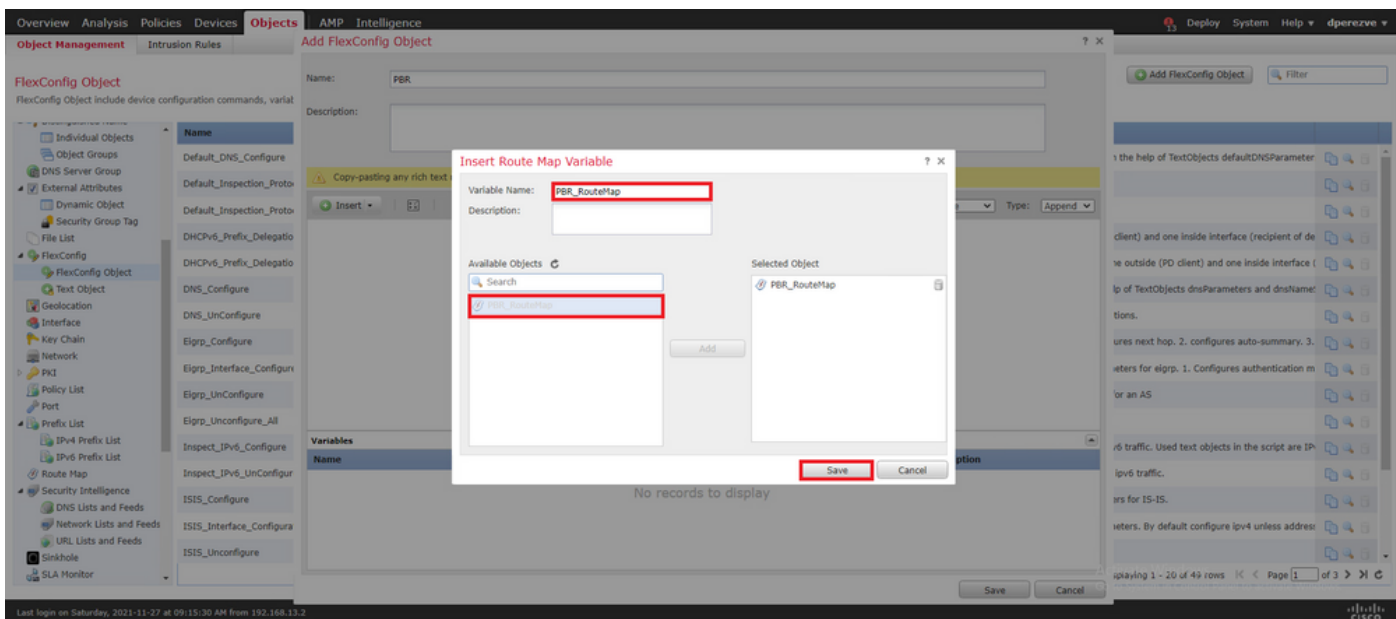 Overview Analysis Policies Devices Objects AMP Intelligence
13 Deploy System Help dperezve
Object Management Intrusion Rules
Add FlexConfig Object ? ×
FlexConfig Object
FlexConfig Object include device configuration commands, variab
Add FlexConfig Object Filter
Name: PBR
Description:
Individual Objects
Object Groups
DNS Server Group
External Attributes
Dynamic Object
Security Group Tag
File List
FlexConfig
FlexConfig Object
Text Object
Geolocation
Interface
Key Chain
Network
PKI
Policy List
Port
Prefix List
IPv4 Prefix List
IPv6 Prefix List
Route Map
Security Intelligence
DNS Lists and Feeds
Network Lists and Feeds
URL Lists and Feeds
Sinkhole
SLA Monitor
Name
Default_DNS_Configure
Default_Inspection_Proto
Default_Inspection_Proto
DHCPv6_Prefix_Delegatio
DHCPv6_Prefix_Delegatio
DNS_Configure
DNS_UnConfigure
Eigrp_Configure
Eigrp_Interface_Configure
Eigrp_UnConfigure
Eigrp_Unconfigure_All
Inspect_IPv6_Configure
Inspect_IPv6_UnConfigur
ISIS_Configure
ISIS_Interface_Configura
ISIS_Unconfigure
Copy-pasting any rich text
Insert
Type: Append
Insert Route Map Variable ? ×
Variable Name: PBR_RouteMap
Description:
Available Objects
Search
PBR_RouteMap
Add
Selected Object
PBR_RouteMap
Save Cancel
Variables
Name
ption
No records to display
Save Cancel
the help of TextObjects defaultDNSParameter
client) and one inside interface (recipient of de
ne outside (PD client) and one inside interface (
lp of TextObjects dnsParameters and dnsName
tions.
ures next hop. 2. configures auto-summary. 3.
eters for eigrp. 1. Configures authentication m
for an AS
v6 traffic. Used text objects in the script are IP
ipv6 traffic.
ers for IS-IS.
eters. By default configure ipv4 unless address
splaying 1 - 20 of 49 rows Page 1 of 3
Last login on Saturday, 2021-11-27 at 09:15:30 AM from 192.168.13.2
CISCO